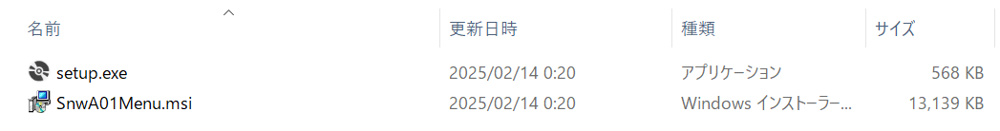 名前 更新日時 種類 サイズ
setup.exe 2025/02/14 0:20 アプリケーション 568 KB
SnwA01Menu.msi 2025/02/14 0:20 Windows インストーラー... 13,139 KB